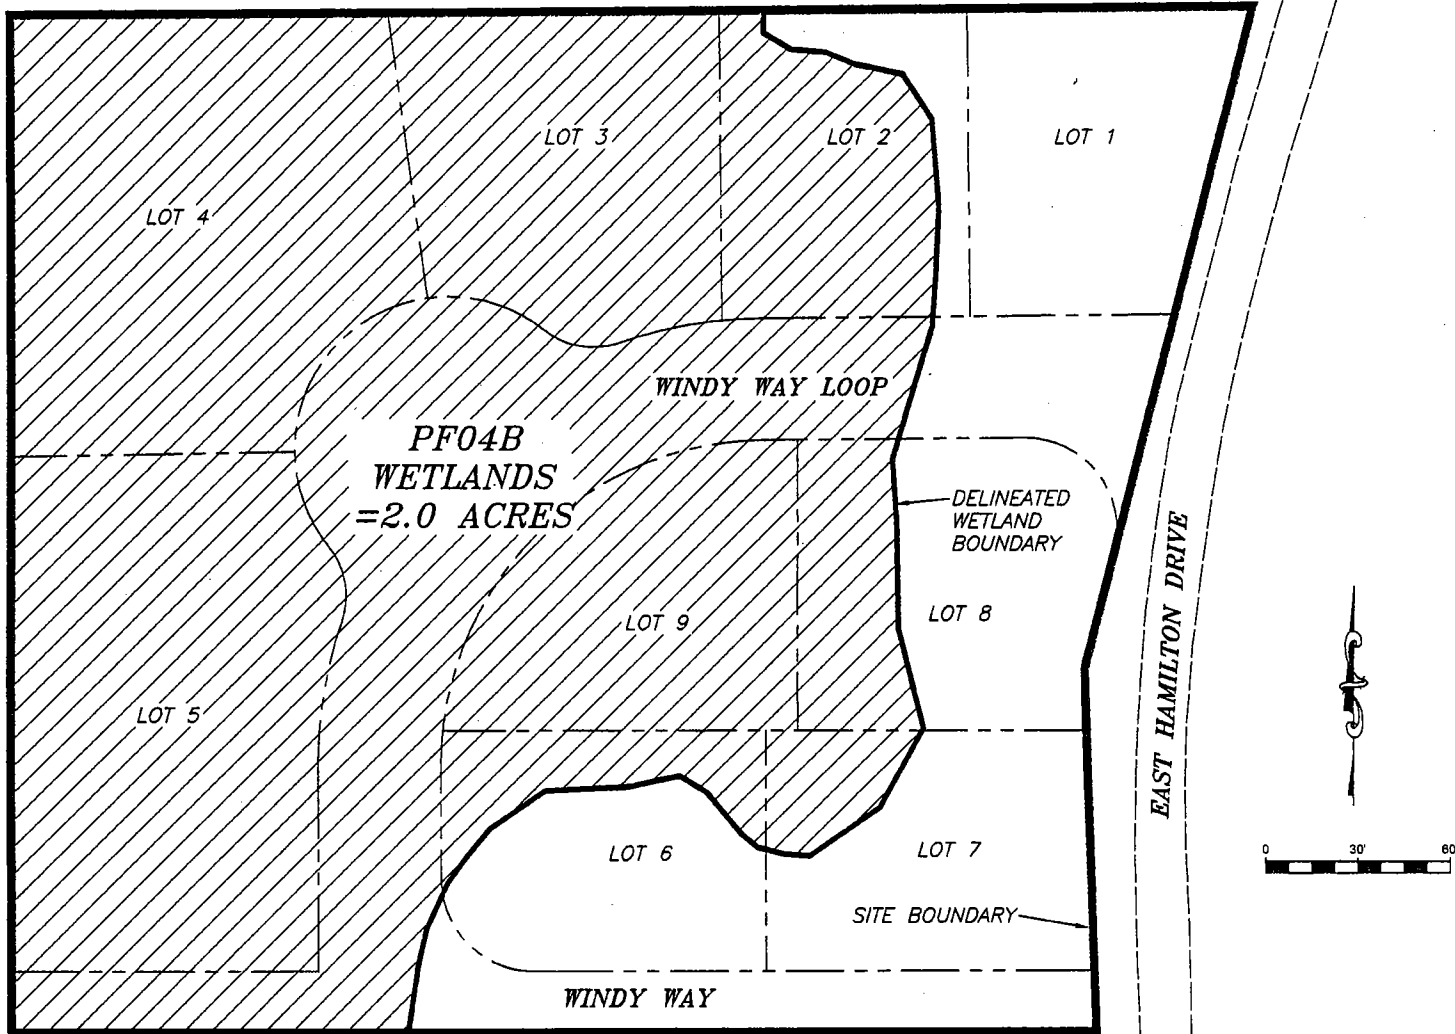 LOT 3
LOT 2
LOT 1
LOT 4
WINDY WAY LOOP
PF04B
WETLANDS
=2.0 ACRES
DELINEATED
WETLAND
BOUNDARY
LOT 9
LOT 8
EAST HAMILTON DRIVE
LOT 5
LOT 6
LOT 7
0 30' 60
SITE BOUNDARY
WINDY WAY